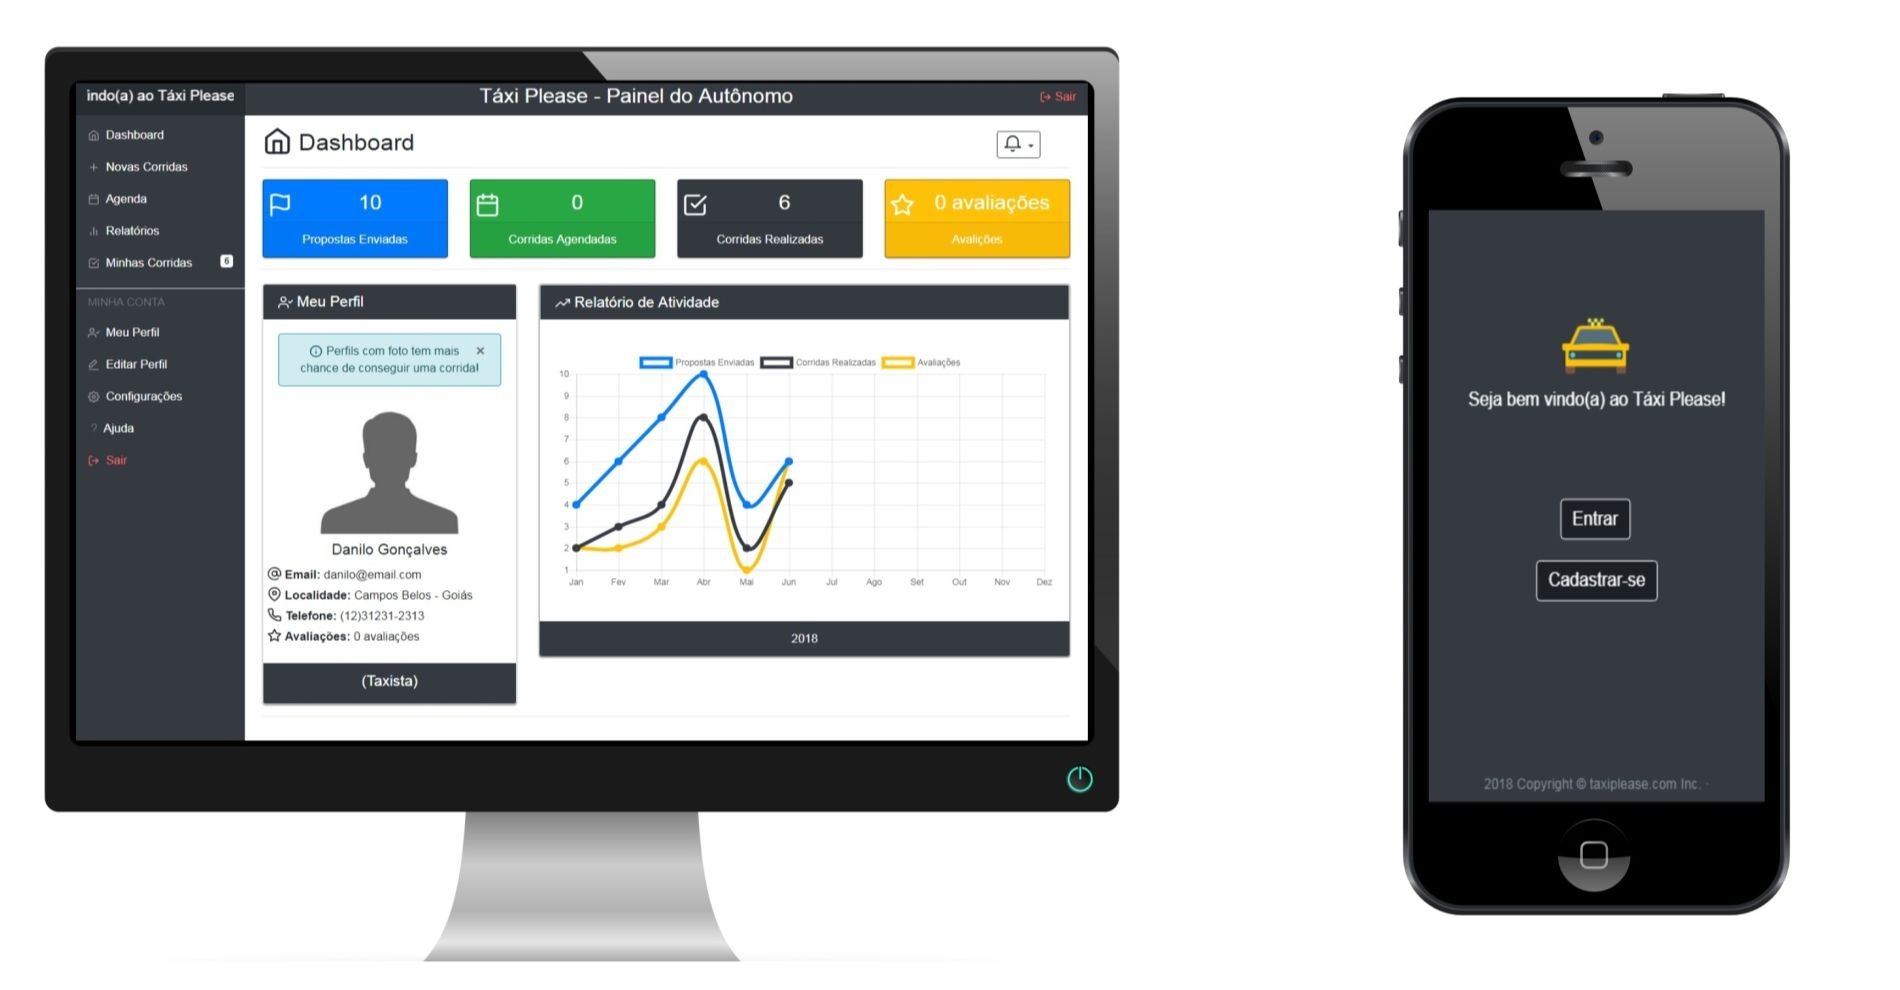 indo(a) ao Táxi Please
Táxi Please - Painel do Autônomo
Sair
Dashboard
Novas Corridas
Agenda
Relatórios
Minhas Corridas 6
MINHA CONTA
Meu Perfil
Editar Perfil
Configurações
? Ajuda
Sair
Dashboard
10
Propostas Enviadas
0
Corridas Agendadas
6
Corridas Realizadas
0 avaliações
Avalições
Meu Perfil
Perfils com foto tem mais ×
chance de conseguir uma corrida!
Danilo Gonçalves
Email: danilo@email.com
Localidade: Campos Belos - Goiás
Telefone: (12)31231-2313
Avaliações: 0 avaliações
(Taxista)
Relatório de Atividade
Propostas Enviadas Corridas Realizadas Avaliações
10
9
8
7
6
5
4
3
2
1
Jan Fev Mar Abr Mai Jun Jul Ago Set Out Nov Dez
2018
Seja bem vindo(a) ao Táxi Please!
Entrar
Cadastrar-se
2018 Copyright © taxiplease.com Inc. ·